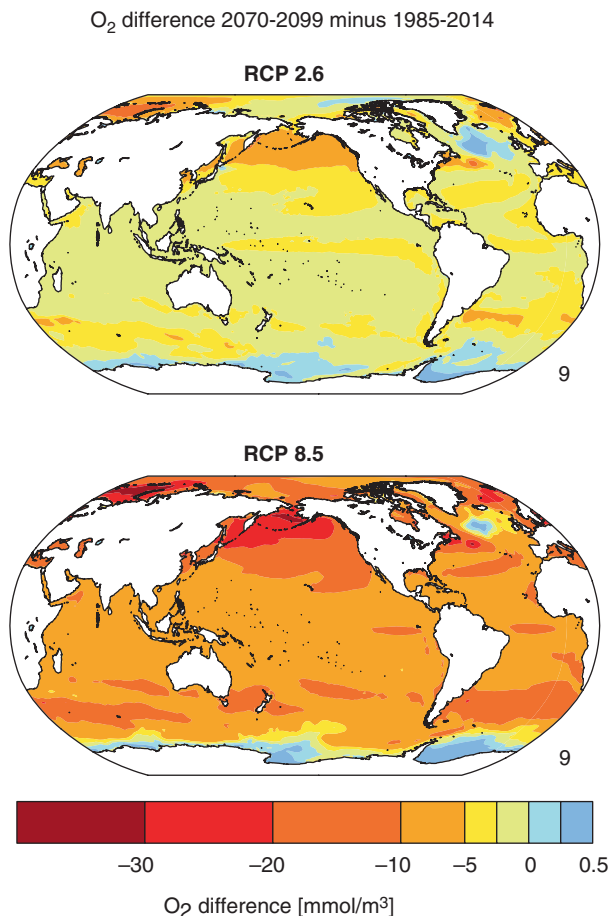 O₂ difference 2070-2099 minus 1985-2014
RCP 2.6
9
RCP 8.5
9
–30 –20 –10 –5 0 0.5
O₂ difference [mmol/m³]